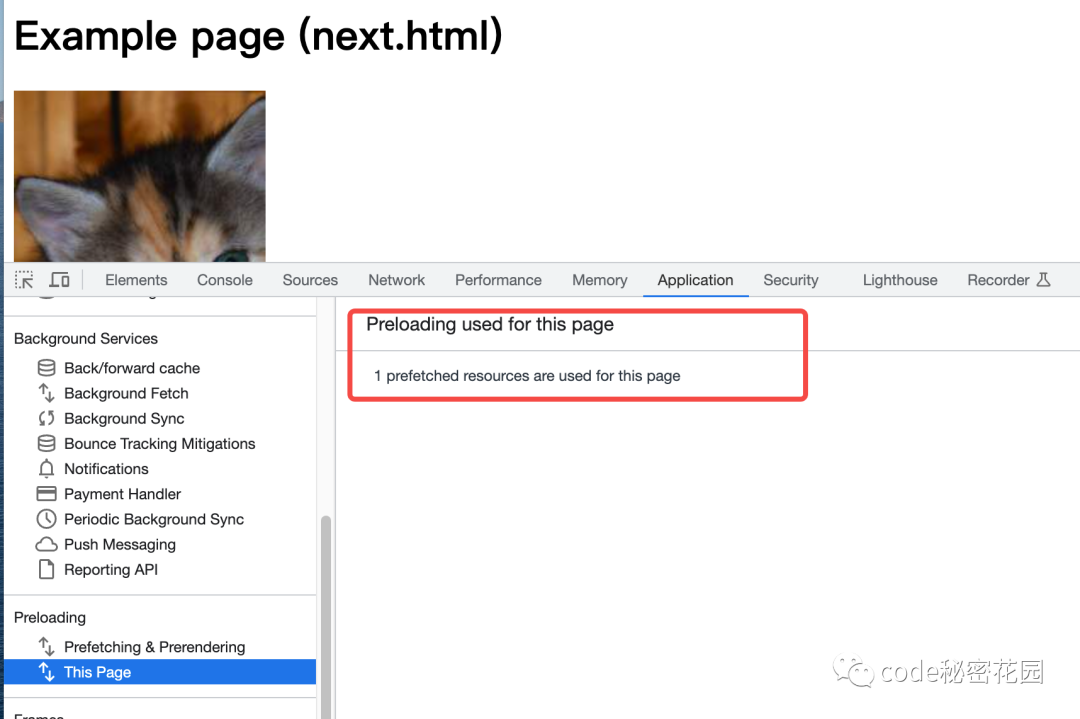 Example page (next.html)
Elements Console Sources Network Performance Memory Application Security Lighthouse Recorder
Background Services
Back/forward cache
Background Fetch
Background Sync
Bounce Tracking Mitigations
Notifications
Payment Handler
Periodic Background Sync
Push Messaging
Reporting API
Preloading
Prefetching & Prerendering
This Page
Frames
Preloading used for this page
1 prefetched resources are used for this page
code秘密花园